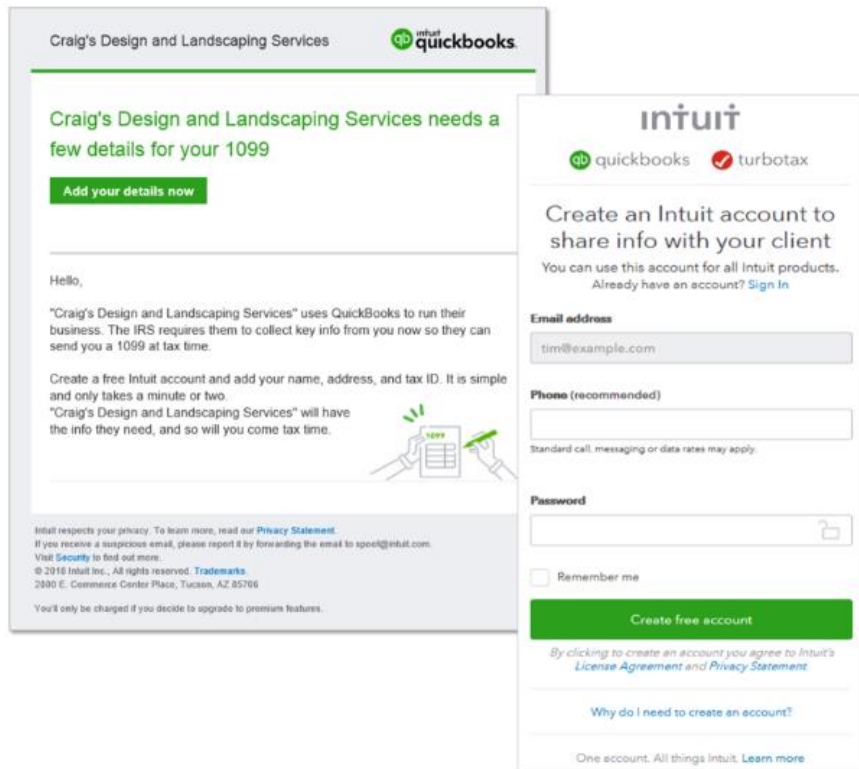 Craig's Design and Landscaping Services
intuit
quickbooks.
Craig's Design and Landscaping Services needs a
few details for your 1099
Add your details now
Hello,
"Craig's Design and Landscaping Services" uses QuickBooks to run their
business. The IRS requires them to collect key info from you now so they can
send you a 1099 at tax time.
Create a free Intuit account and add your name, address, and tax ID. It is simple
and only takes a minute or two.
"Craig's Design and Landscaping Services" will have
the info they need, and so will you come tax time.
1099
Intuit respects your privacy. To learn more, read our Privacy Statement.
If you receive a suspicious email, please report it by forwarding the email to spoof@intuit.com.
Visit Security to find out more.
© 2018 Intuit Inc., All rights reserved. Trademarks.
2800 E. Commerce Center Place, Tucson, AZ 85706
You'll only be charged if you decide to upgrade to premium features.
intuit
qb quickbooks turbotax
Create an Intuit account to
share info with your client
You can use this account for all Intuit products.
Already have an account? Sign In
Email address
tim@example.com
Phone (recommended)
Standard call, messaging or data rates may apply.
Password
Remember me
Create free account
By clicking to create an account you agree to Intuit's
License Agreement and Privacy Statement
Why do I need to create an account?
One account. All things Intuit. Learn more